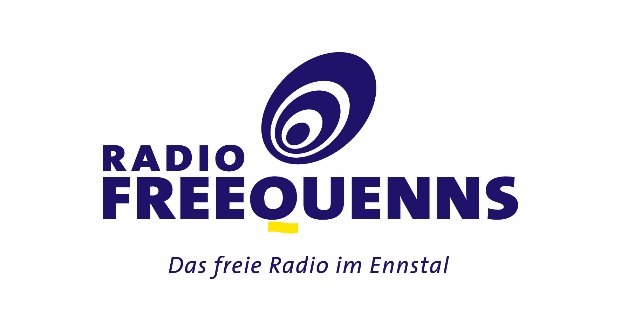 RADIO
FREEQUENNS
Das freie Radio im Ennstal